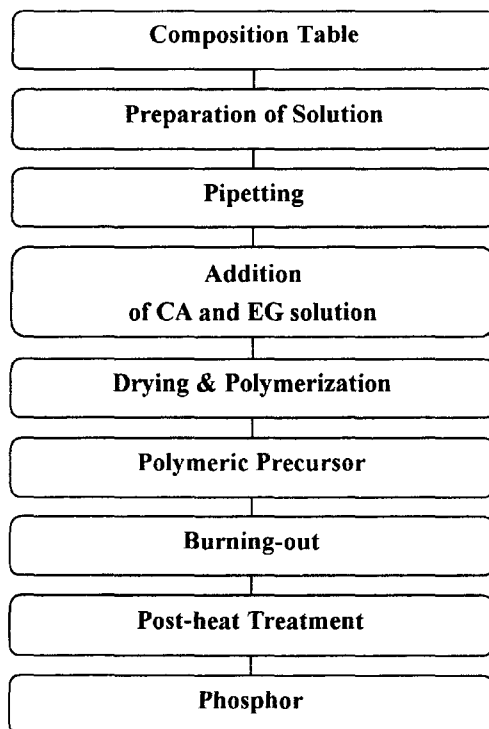 Composition Table
Preparation of Solution
Pipetting
Addition
of CA and EG solution
Drying & Polymerization
Polymeric Precursor
Burning-out
Post-heat Treatment
Phosphor